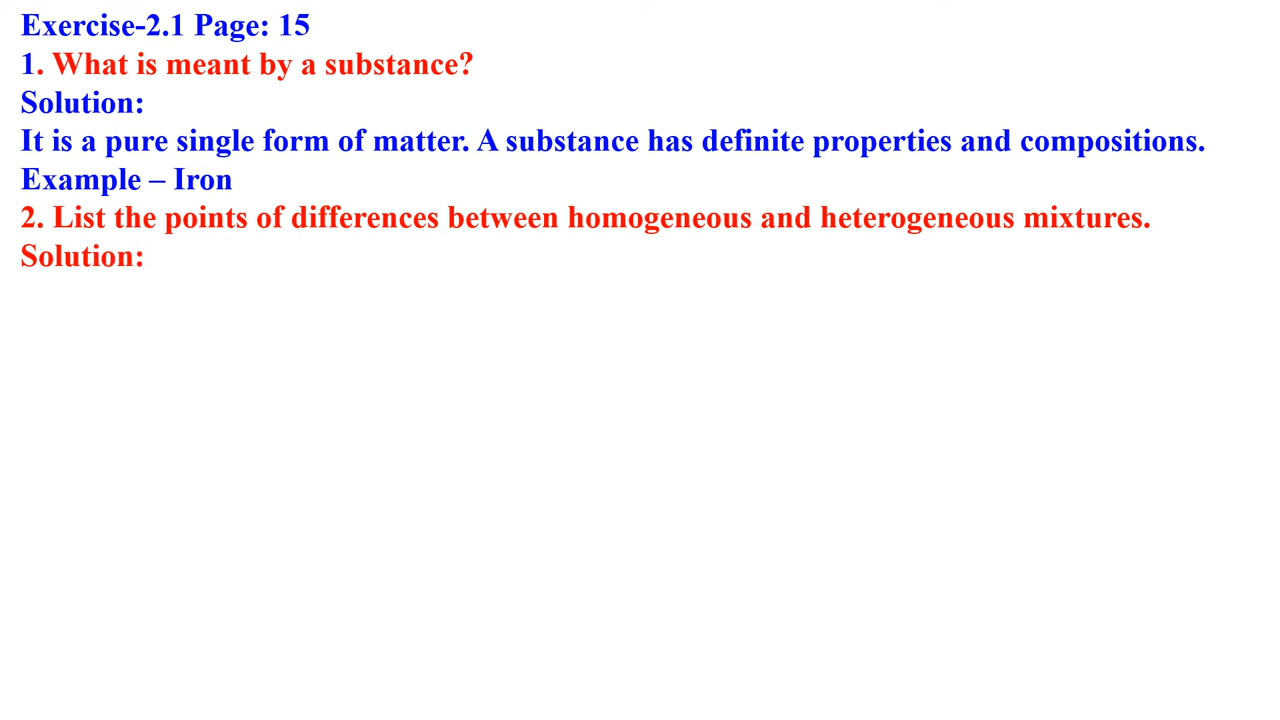 Exercise-2.1 Page: 15
1. What is meant by a substance?
Solution:
It is a pure single form of matter. A substance has definite properties and compositions.
Example – Iron
2. List the points of differences between homogeneous and heterogeneous mixtures.
Solution: